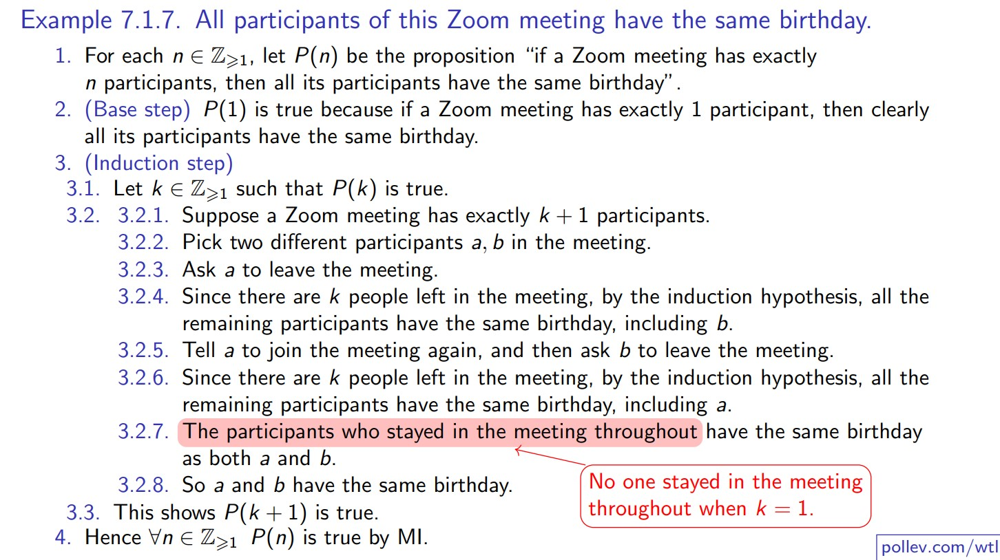 Example 7.1.7. All participants of this Zoom meeting have the same birthday.
1. For each n ∈ ℤ⩾1, let P(n) be the proposition “if a Zoom meeting has exactly
n participants, then all its participants have the same birthday”.
2. (Base step) P(1) is true because if a Zoom meeting has exactly 1 participant, then clearly
all its participants have the same birthday.
3. (Induction step)
3.1. Let k ∈ ℤ⩾1 such that P(k) is true.
3.2. 3.2.1. Suppose a Zoom meeting has exactly k + 1 participants.
3.2.2. Pick two different participants a, b in the meeting.
3.2.3. Ask a to leave the meeting.
3.2.4. Since there are k people left in the meeting, by the induction hypothesis, all the
remaining participants have the same birthday, including b.
3.2.5. Tell a to join the meeting again, and then ask b to leave the meeting.
3.2.6. Since there are k people left in the meeting, by the induction hypothesis, all the
remaining participants have the same birthday, including a.
3.2.7. The participants who stayed in the meeting throughout have the same birthday
as both a and b.
3.2.8. So a and b have the same birthday.
No one stayed in the meeting
throughout when k = 1.
3.3. This shows P(k + 1) is true.
4. Hence ∀n ∈ ℤ⩾1 P(n) is true by MI.
pollev.com/wtl